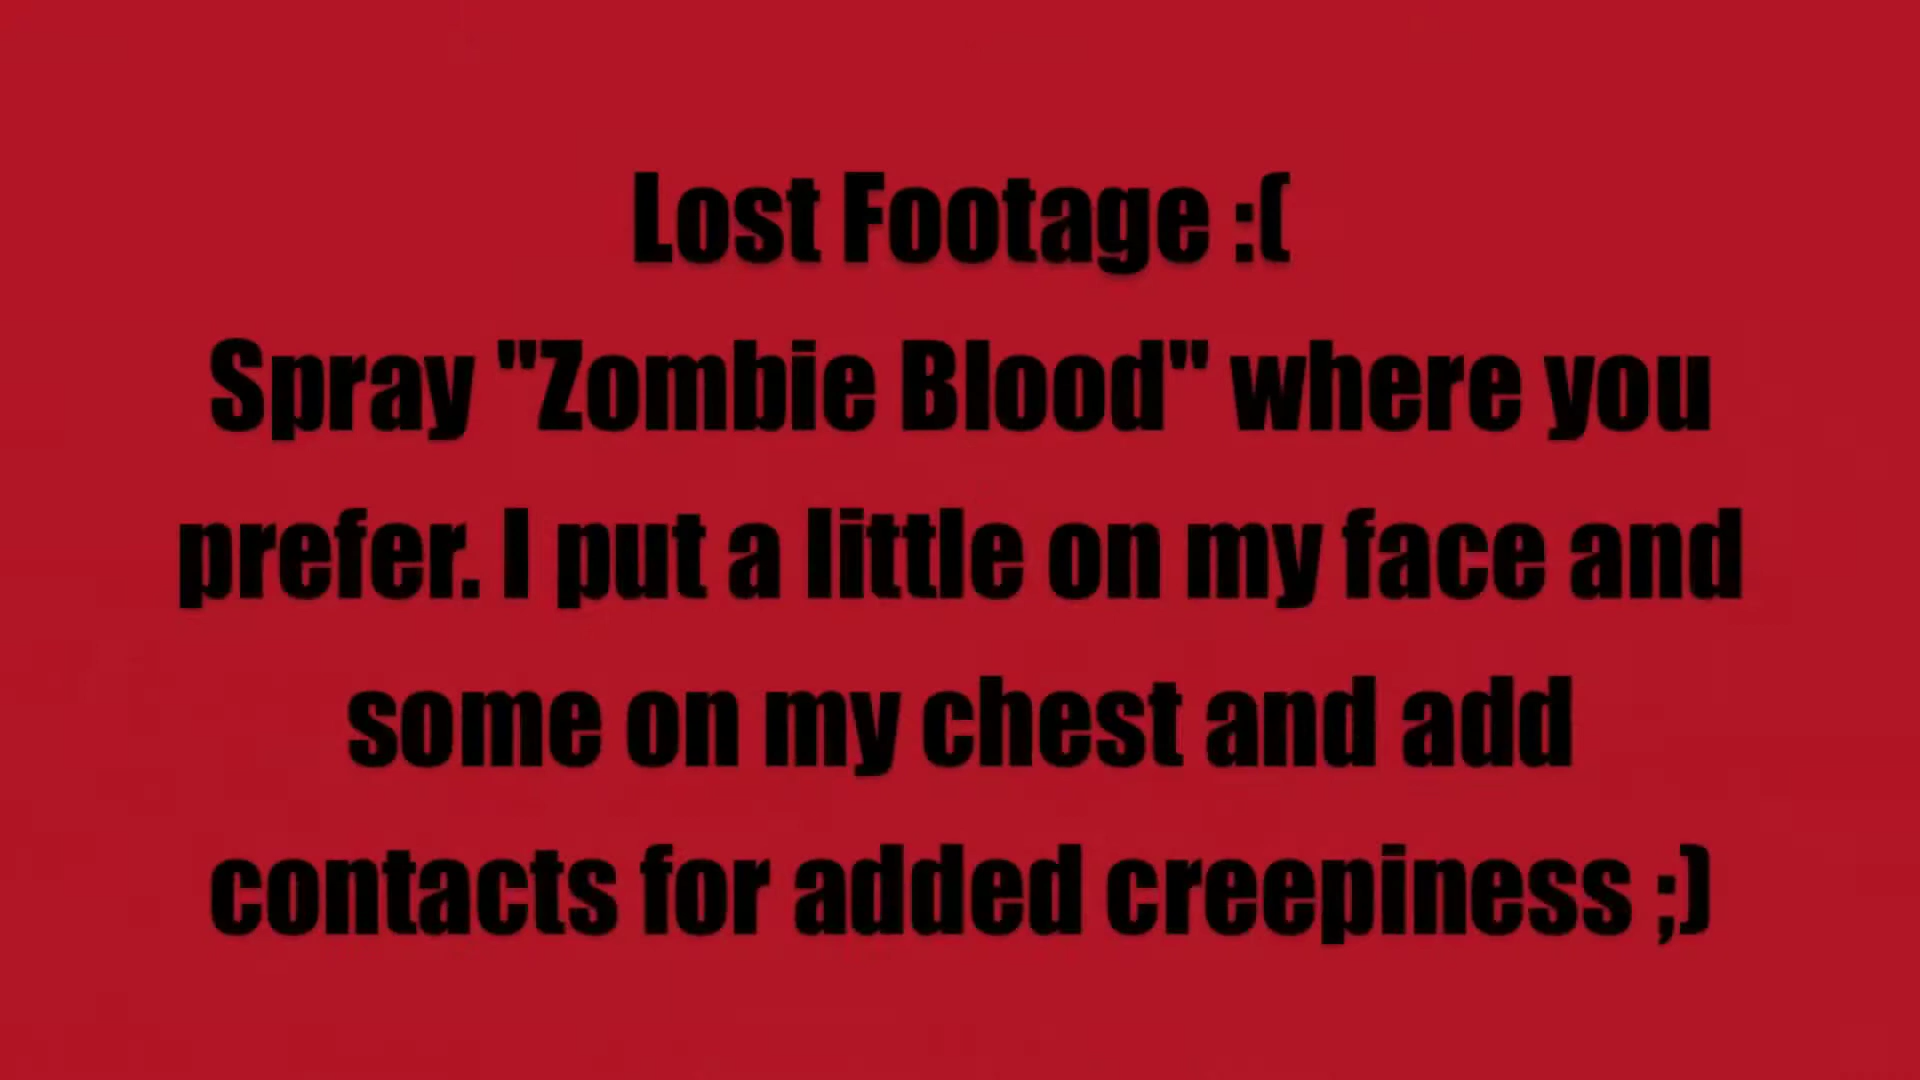 Lost Footage :(
Spray "Zombie Blood" where you
prefer. I put a little on my face and
some on my chest and add
contacts for added creepiness ;)